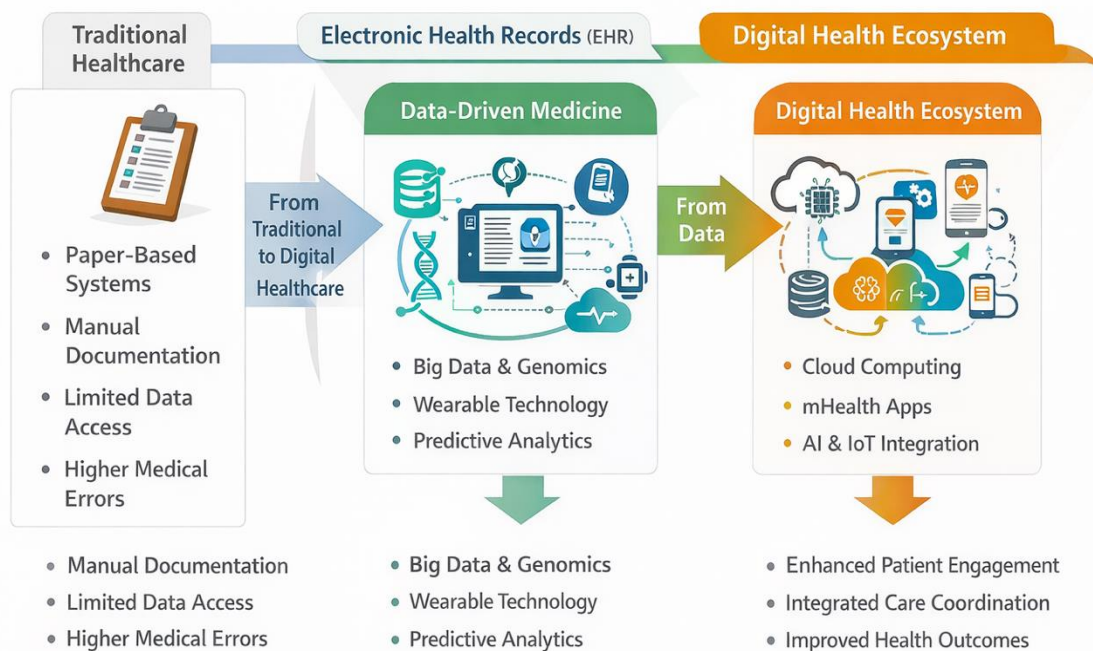 Traditional
Healthcare
Electronic Health Records (EHR)
Digital Health Ecosystem
• Paper-Based
Systems
• Manual
Documentation
• Limited Data
Access
• Higher Medical
Errors
From
Traditional
to Digital
Healthcare
Data-Driven Medicine
• Big Data & Genomics
• Wearable Technology
• Predictive Analytics
From
Data
Digital Health Ecosystem
• Cloud Computing
• mHealth Apps
• AI & IoT Integration
• Manual Documentation
• Limited Data Access
• Higher Medical Errors
• Big Data & Genomics
• Wearable Technology
• Predictive Analytics
• Enhanced Patient Engagement
• Integrated Care Coordination
• Improved Health Outcomes